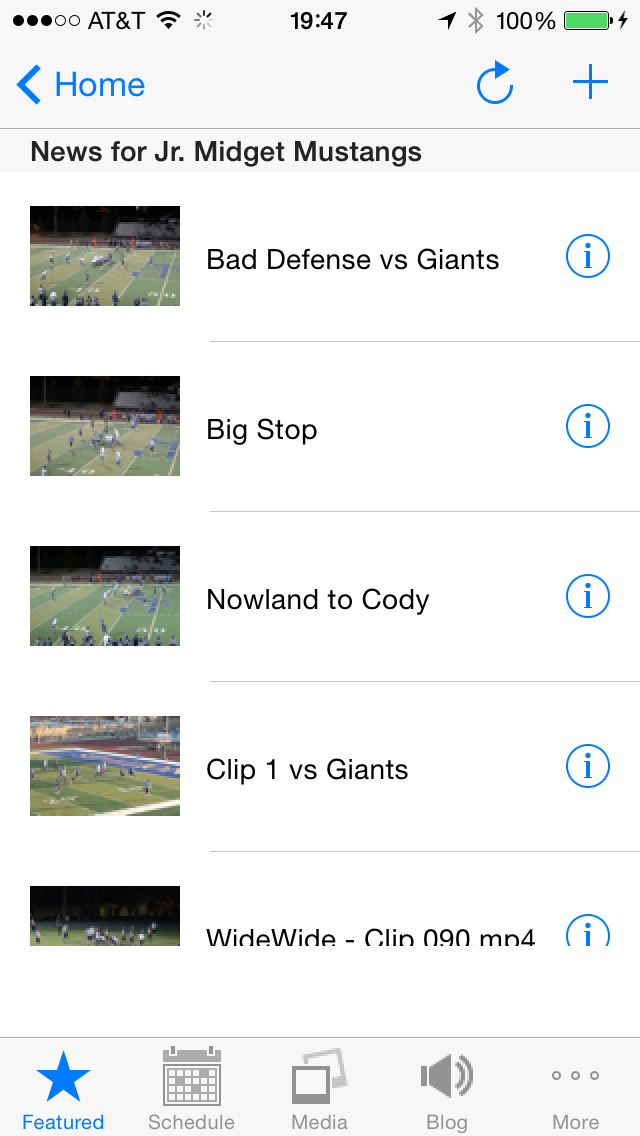 AT&T 19:47 100%
Home
News for Jr. Midget Mustangs
Bad Defense vs Giants
Big Stop
Nowland to Cody
Clip 1 vs Giants
WideWide - Clip 090 mp4
Featured Schedule Media Blog More